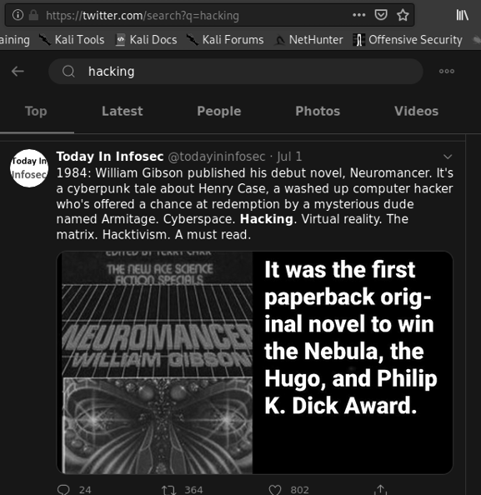 https://twitter.com/search?q=hacking
aining Kali Tools Kali Docs Kali Forums NetHunter Offensive Security
hacking
Top Latest People Photos Videos
Today In Infosec @todayininfosec · Jul 1
Today In
Infosec
1984: William Gibson published his debut novel, Neuromancer. It's
a cyberpunk tale about Henry Case, a washed up computer hacker
who's offered a chance at redemption by a mysterious dude
named Armitage. Cyberspace. Hacking. Virtual reality. The
matrix. Hacktivism. A must read.
EDITED BY TERRY CARR
THE NEW ACE SCIENCE
FICTION SPECIALS
NEUROMANCER
WILLIAM GIBSON
It was the first
paperback orig-
inal novel to win
the Nebula, the
Hugo, and Philip
K. Dick Award.
24 364 802